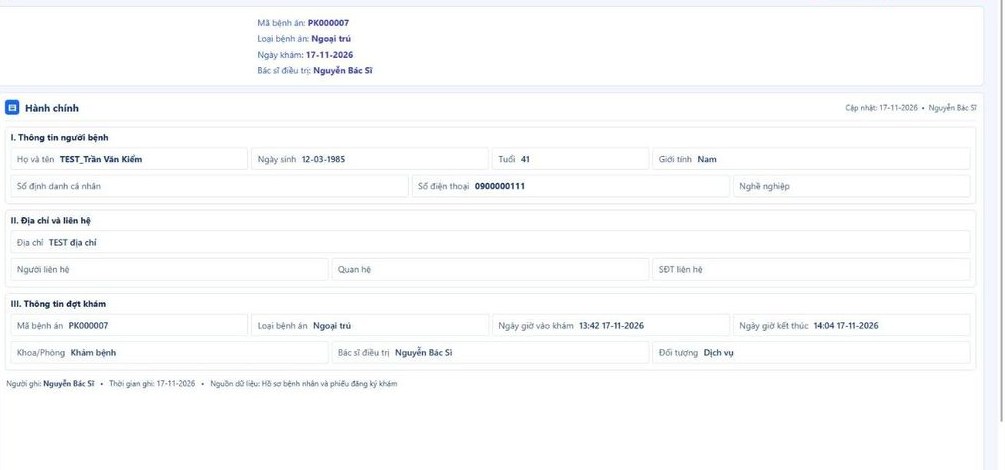 Mã bệnh án: PK000007
Loại bệnh án: Ngoại trú
Ngày khám: 17-11-2026
Bác sĩ điều trị: Nguyễn Bác Sĩ
Hành chính
Cập nhật: 17-11-2026 • Nguyễn Bác Sĩ
I. Thông tin người bệnh
Họ và tên TEST_Trần Văn Kiểm
Ngày sinh 12-03-1985
Tuổi 41
Giới tính Nam
Số định danh cá nhân
Số điện thoại 0900000111
Nghề nghiệp
II. Địa chỉ và liên hệ
Địa chỉ TEST địa chỉ
Người liên hệ
Quan hệ
SĐT liên hệ
III. Thông tin đợt khám
Mã bệnh án PK000007
Loại bệnh án Ngoại trú
Ngày giờ vào khám 13:42 17-11-2026
Ngày giờ kết thúc 14:04 17-11-2026
Khoa/Phòng Khám bệnh
Bác sĩ điều trị Nguyễn Bác Sĩ
Đối tượng Dịch vụ
Người ghi: Nguyễn Bác Sĩ • Thời gian ghi: 17-11-2026 • Nguồn dữ liệu: Hồ sơ bệnh nhân và phiếu đăng ký khám